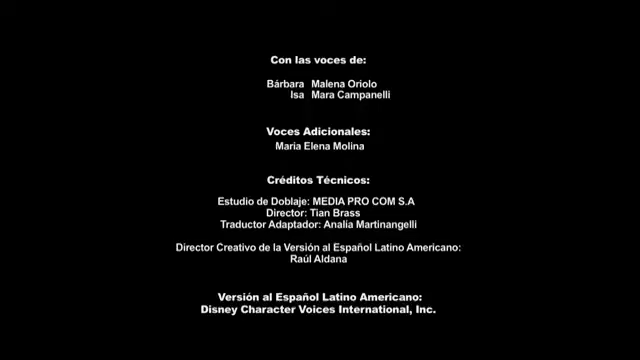 Con las voces de:
Bárbara Malena Oriolo
Isa Mara Campanelli
Voces Adicionales:
María Elena Molina
Créditos Técnicos:
Estudio de Doblaje: MEDIA PRO COM S.A
Director: Tian Brass
Traductor Adaptador: Analía Martinangelli
Director Creativo de la Versión al Español Latino Americano:
Raúl Aldana
Versión al Español Latino Americano:
Disney Character Voices International, Inc.